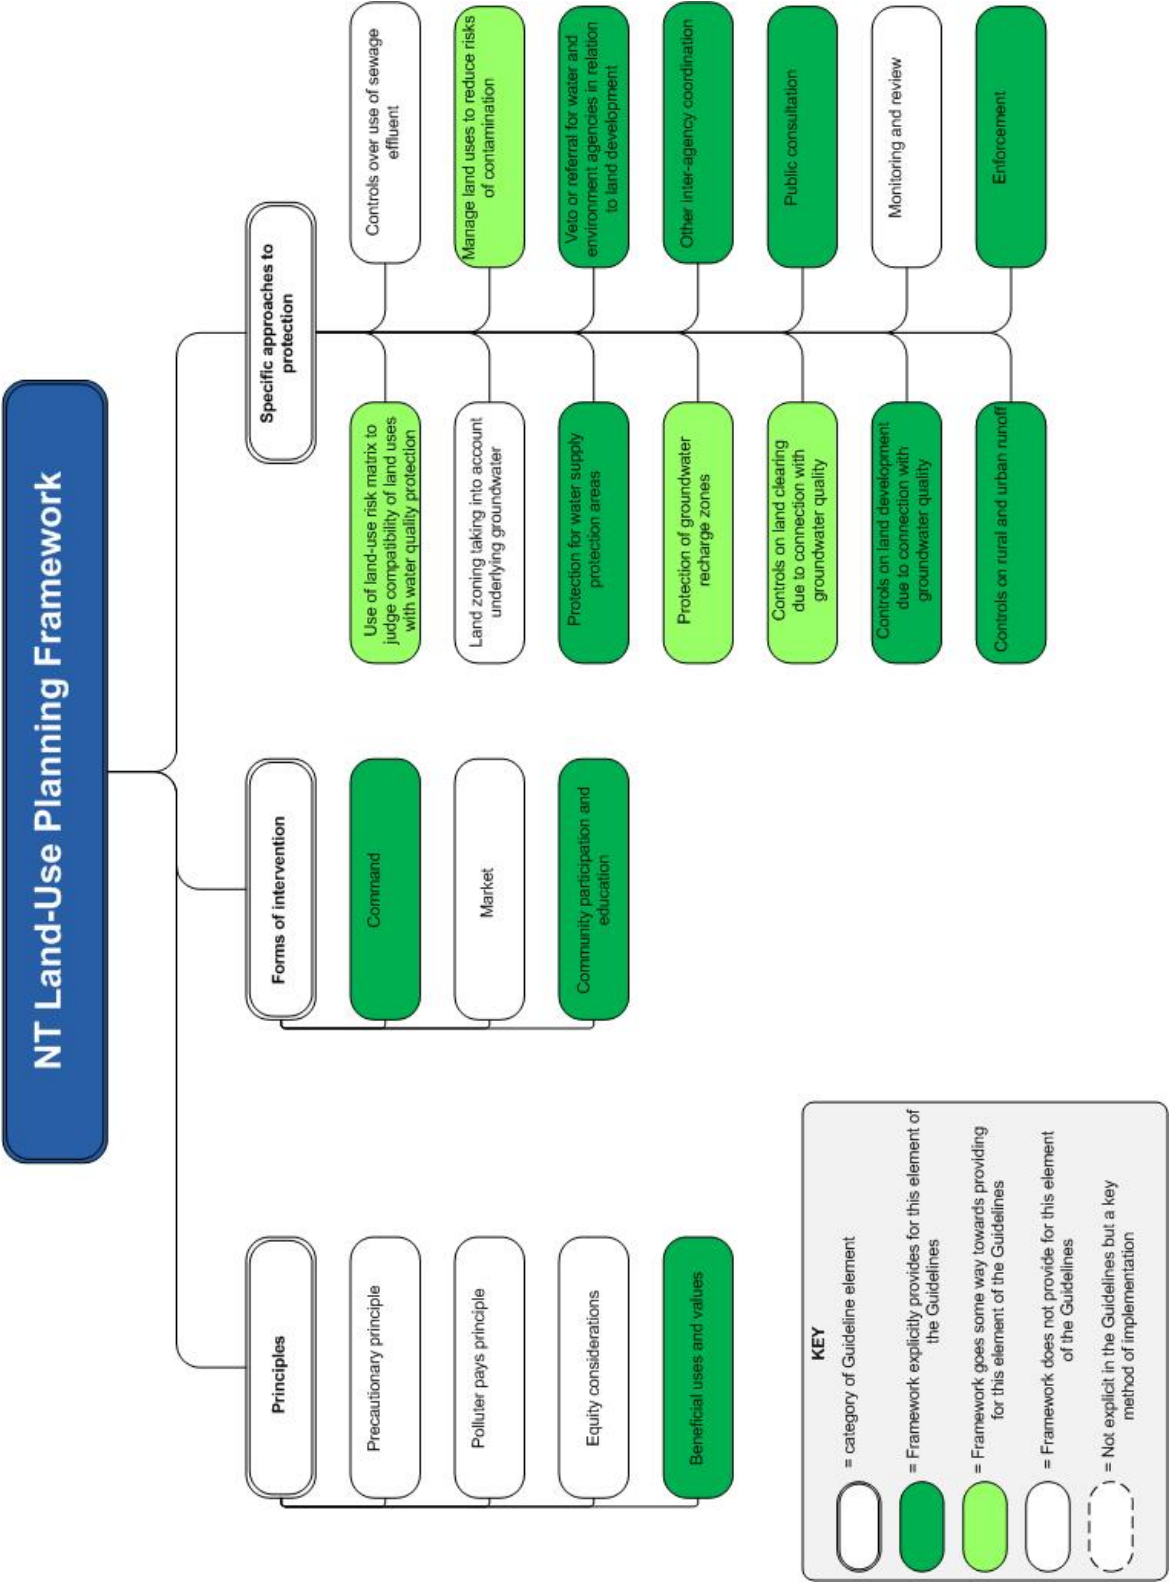 NT Land-Use Planning Framework
Principles
Precautionary principle
Polluter pays principle
Equity considerations
Beneficial uses and values
Forms of intervention
Command
Market
Community participation and
education
Specific approaches to
protection
Use of land-use risk matrix to
judge compatibility of land uses
with water quality protection
Land zoning taking into account
underlying groundwater
Protection for water supply
protection areas
Protection of groundwater
recharge zones
Controls on land clearing
due to connection with
groundwater quality
Controls on land development
due to connection with
groundwater quality
Controls on rural and urban runoff
Controls over use of sewage
effluent
Manage land uses to reduce risks
of contamination
Veto or referral for water and
environment agencies in relation
to land development
Other inter-agency coordination
Public consultation
Monitoring and review
Enforcement
KEY
= category of Guideline element
= Framework explicitly provides for this element of
the Guidelines
= Framework goes some way towards providing
for this element of the Guidelines
= Framework does not provide for this element
of the Guidelines
= Not explicit in the Guidelines but a key
method of implementation